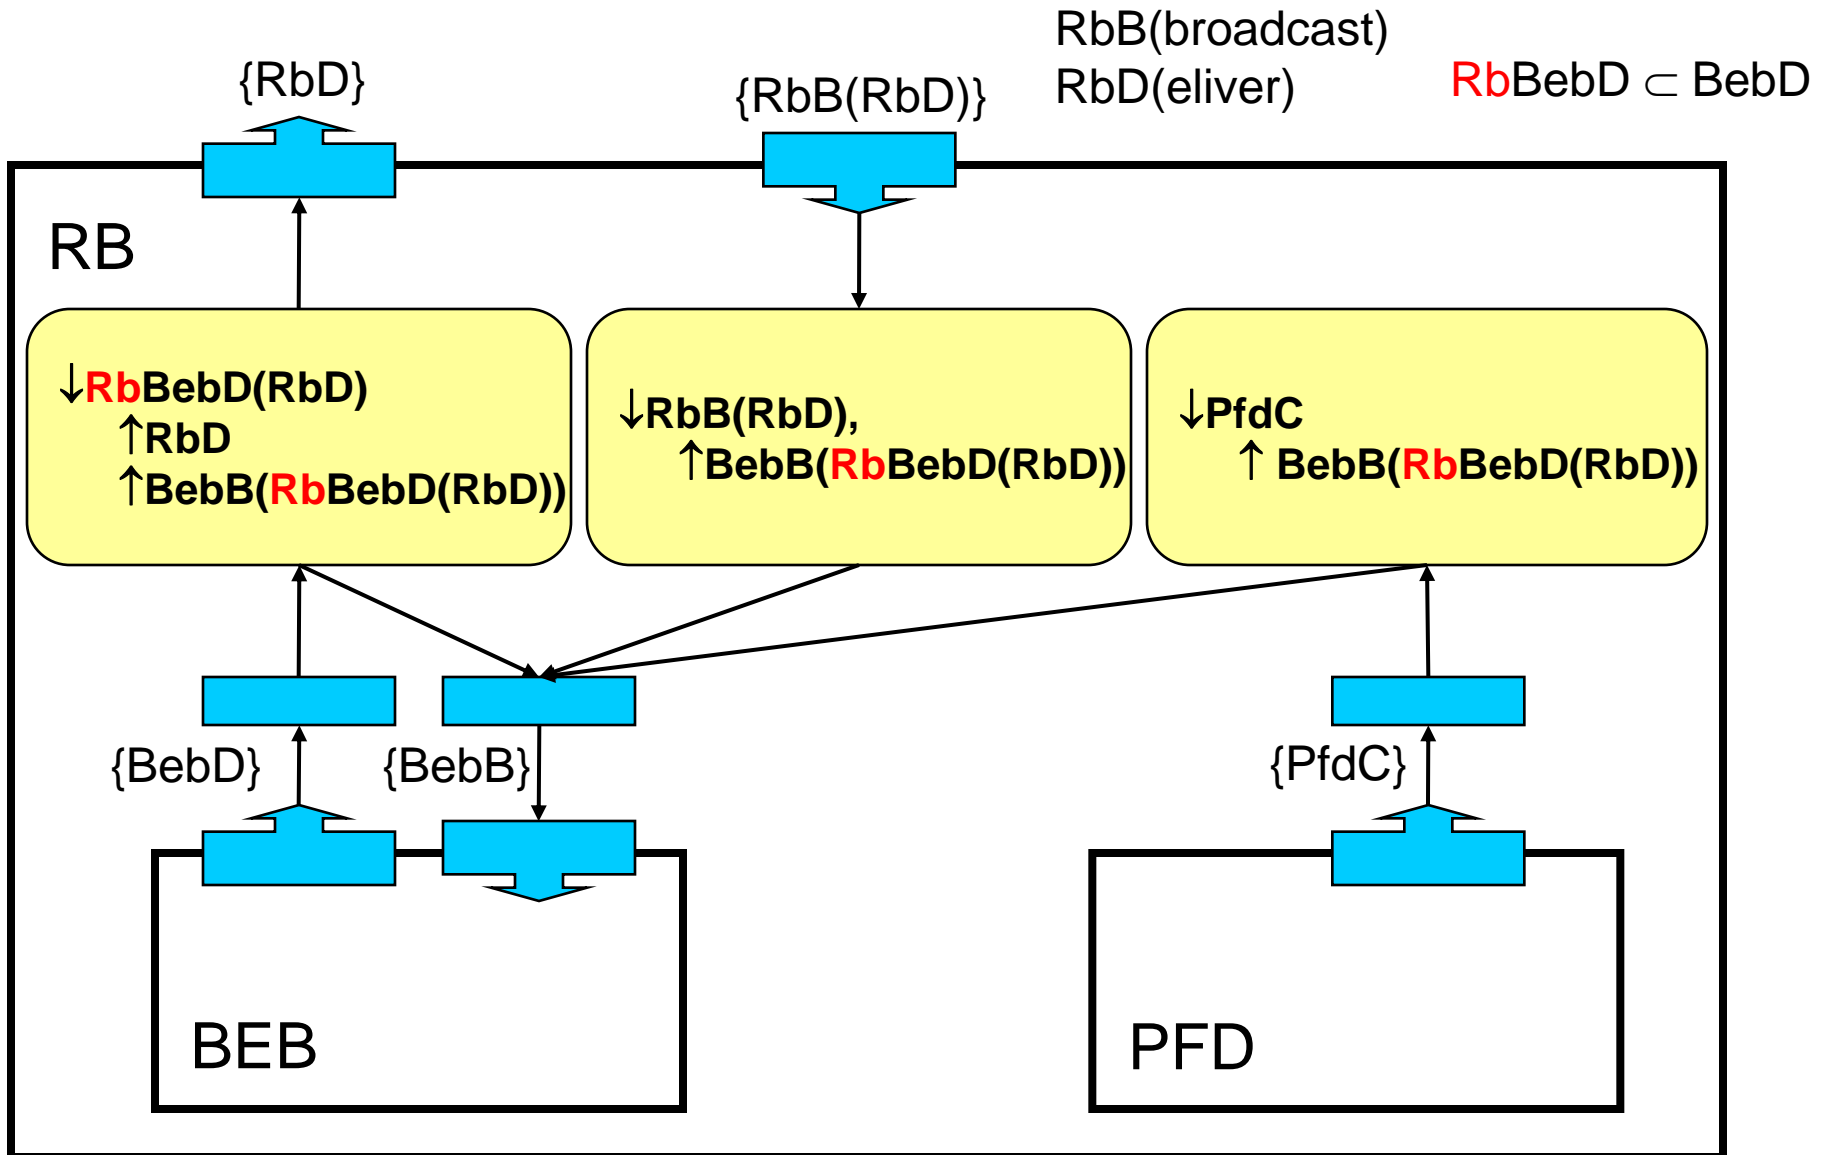 RbB(broadcast)
RbD(eliver)
RbBebD ⊂ BebD
{RbD}
{RbB(RbD)}
RB
↓RbBebD(RbD)
↑RbD
↑BebB(RbBebD(RbD))
↓RbB(RbD),
↑BebB(RbBebD(RbD))
↓PfdC
↑ BebB(RbBebD(RbD))
{BebD}
{BebB}
{PfdC}
BEB
PFD